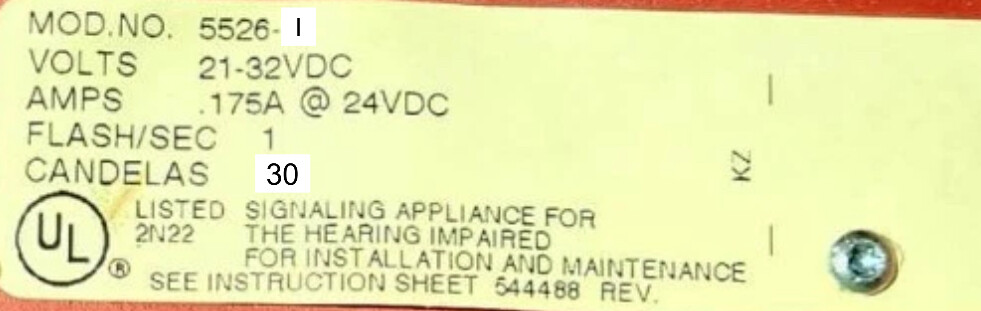 MOD.NO. 5526-I
VOLTS 21-32VDC
AMPS .175A @ 24VDC
FLASH/SEC 1
CANDELAS 30
UL ® LISTED 2N22
SIGNALING APPLIANCE FOR
THE HEARING IMPAIRED
FOR INSTALLATION AND MAINTENANCE
SEE INSTRUCTION SHEET 544488 REV.
KZ